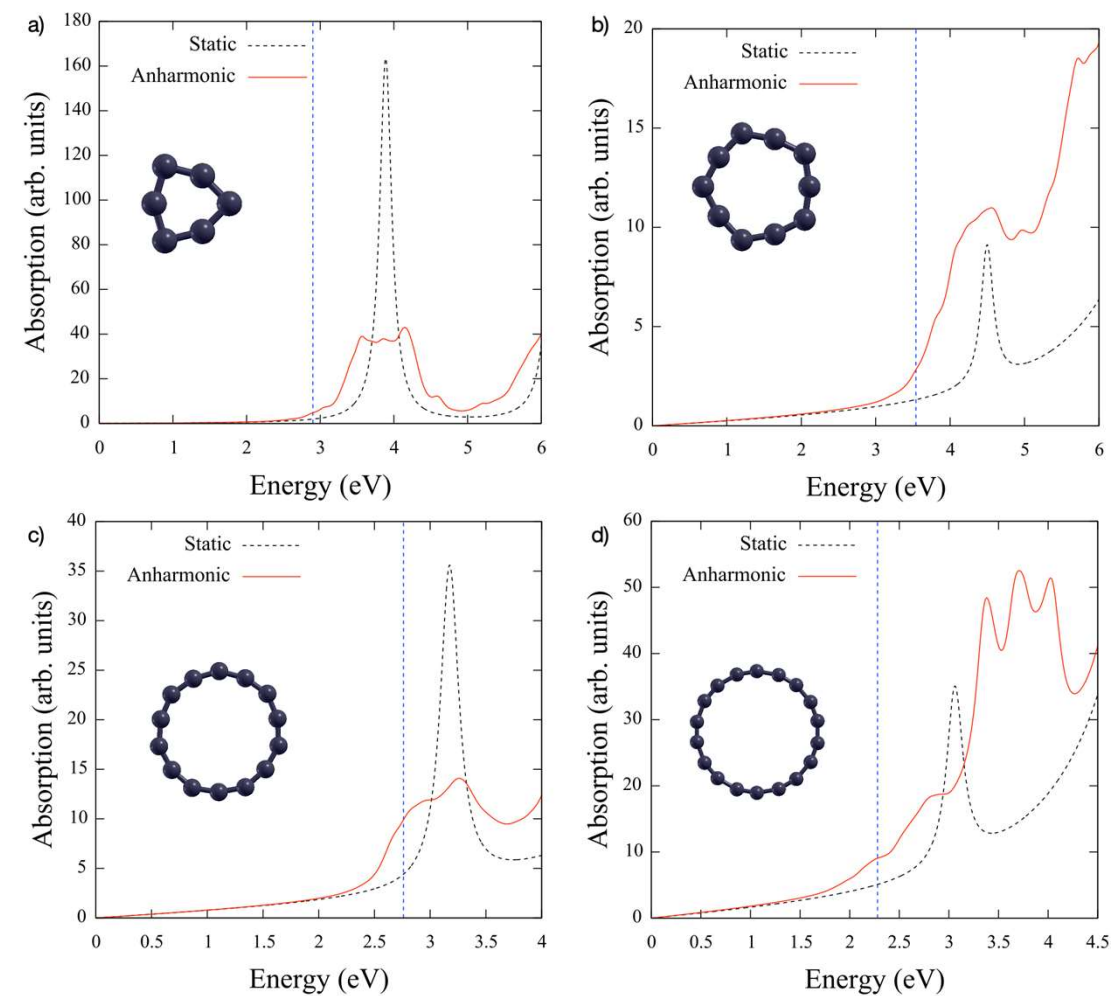 a)
Static
Anharmonic
Absorption (arb. units)
180
160
140
120
100
80
60
40
20
0
0 1 2 3 4 5 6
Energy (eV)
b)
Static
Anharmonic
Absorption (arb. units)
20
15
10
5
0
0 1 2 3 4 5 6
Energy (eV)
c)
Static
Anharmonic
Absorption (arb. units)
40
35
30
25
20
15
10
5
0
0 0.5 1 1.5 2 2.5 3 3.5 4
Energy (eV)
d)
Static
Anharmonic
Absorption (arb. units)
60
50
40
30
20
10
0
0 0.5 1 1.5 2 2.5 3 3.5 4 4.5
Energy (eV)